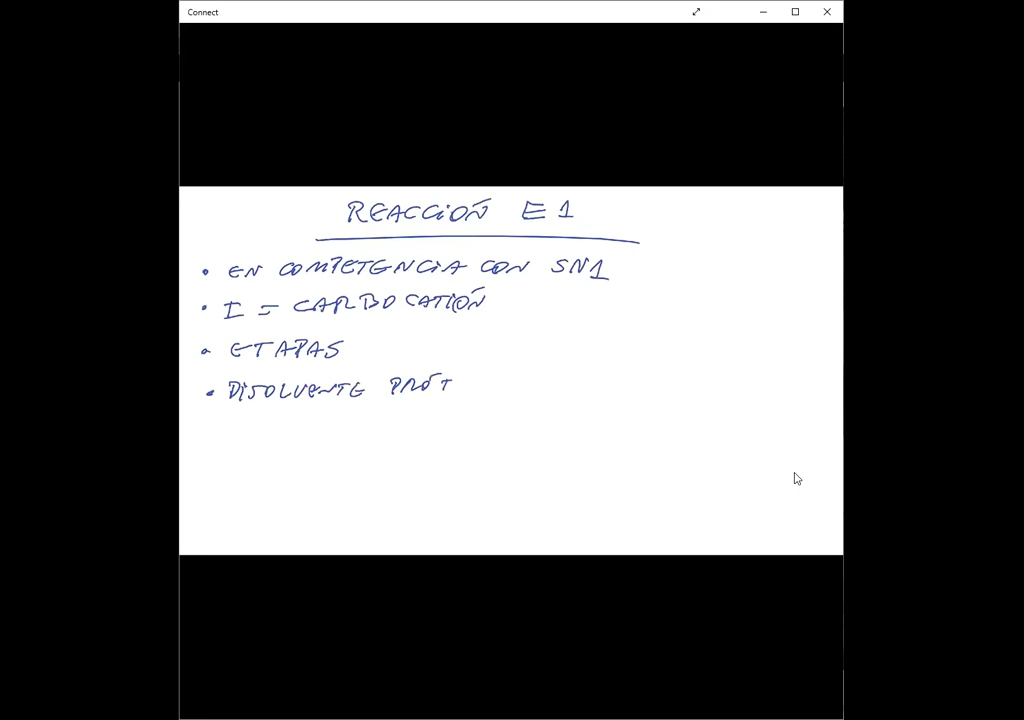 Connect
REACCIÓN E1
• EN COMPETENCIA CON SN1
• I = CARBOCATIÓN
• ETAPAS
• DISOLVENTE PRÓT